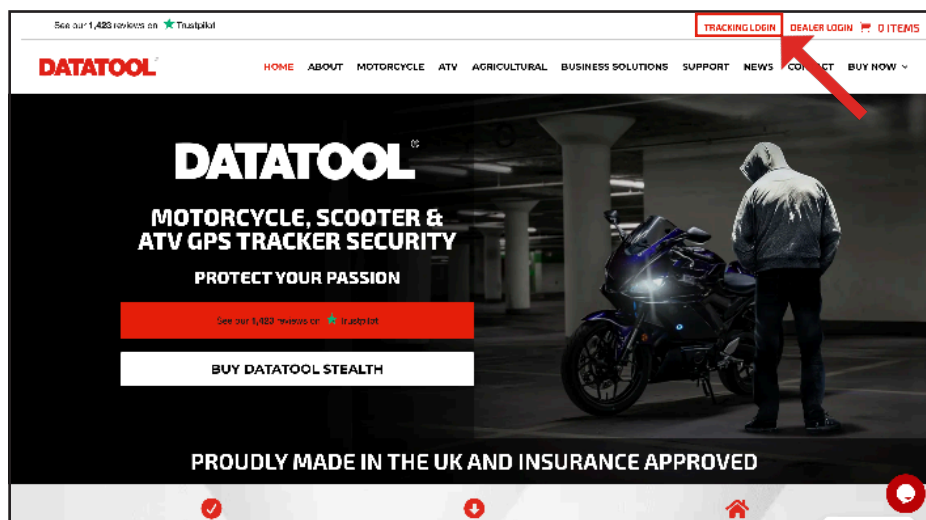 See our 1,423 reviews on Trustpilot
TRACKING LOGIN DEALER LOGIN 0 ITEMS
DATATOOL
HOME ABOUT MOTORCYCLE ATV AGRICULTURAL BUSINESS SOLUTIONS SUPPORT NEWS CONTACT BUY NOW
DATATOOL®
MOTORCYCLE, SCOOTER &
ATV GPS TRACKER SECURITY
PROTECT YOUR PASSION
See our 1,423 reviews on Trustpilot
BUY DATATOOL STEALTH
PROUDLY MADE IN THE UK AND INSURANCE APPROVED